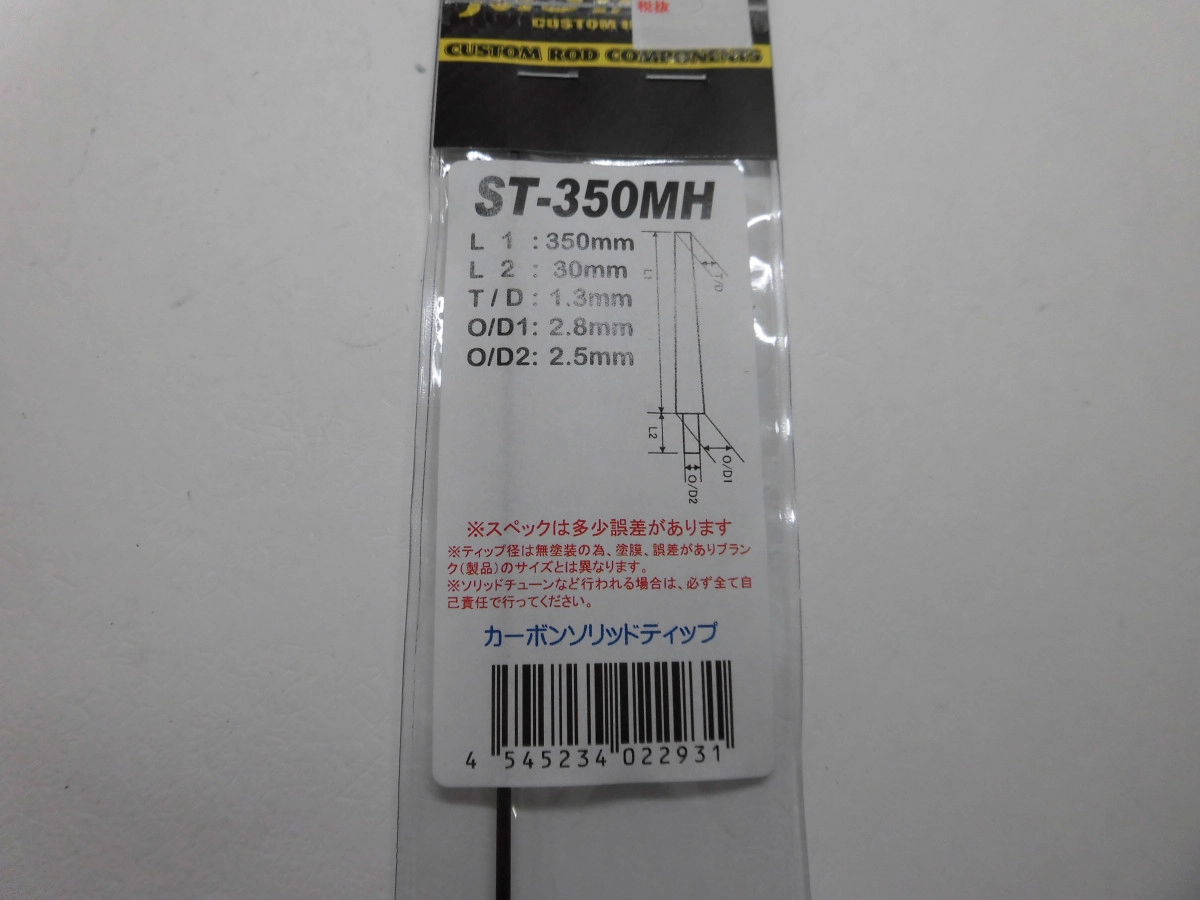 税抜
CUSTOM
CUSTOM ROD COMPONENTS
ST-350MH
L 1 : 350mm
L 2 : 30mm
T/D : 1.3mm
O/D1: 2.8mm
O/D2: 2.5mm
L1
T/D
L2
O/D1
O/D2
※スペックは多少誤差があります
※ティップ径は無塗装の為、塗膜、誤差がありブラン
ク(製品)のサイズとは異なります。
※ソリッドチューンなど行われる場合は、必ず全て自
己責任で行ってください。
カーボンソリッドティップ
4 545234 022931